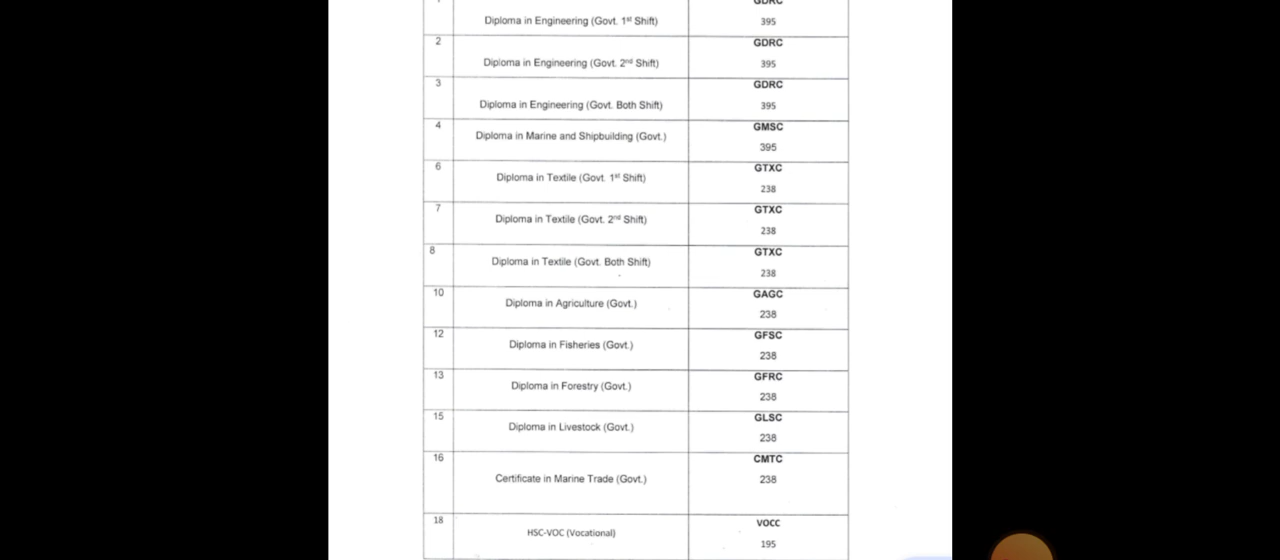 GDRC
Diploma in Engineering (Govt. 1st Shift)
395
2
GDRC
Diploma in Engineering (Govt. 2nd Shift)
395
3
GDRC
Diploma in Engineering (Govt. Both Shift)
395
4
GMSC
Diploma in Marine and Shipbuilding (Govt.)
395
6
GTXC
Diploma in Textile (Govt. 1st Shift)
238
7
GTXC
Diploma in Textile (Govt. 2nd Shift)
238
8
GTXC
Diploma in Textile (Govt. Both Shift)
238
10
GAGC
Diploma in Agriculture (Govt.)
238
12
GFSC
Diploma in Fisheries (Govt.)
238
13
GFRC
Diploma in Forestry (Govt.)
238
15
GLSC
Diploma in Livestock (Govt.)
238
16
CMTC
Certificate in Marine Trade (Govt.)
238
18
VOCC
HSC-VOC (Vocational)
195